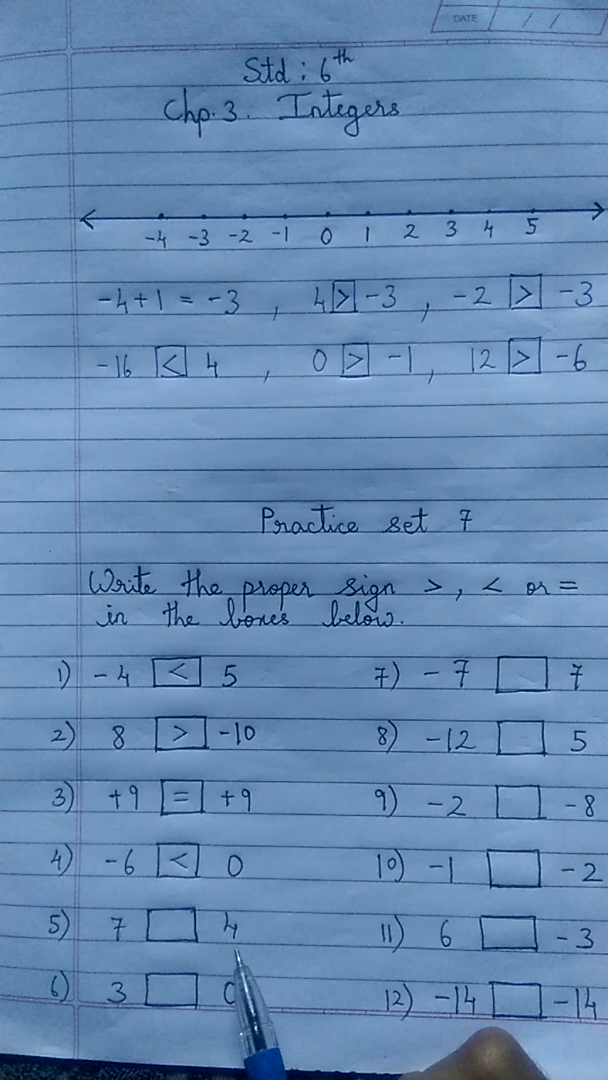 DATE / /
Std : 6th
Chp. 3. Integers
-4 -3 -2 -1 0 1 2 3 4 5
-4+1 = -3 , 4 > -3 , -2 > -3
-16 < 4 , 0 > -1 , 12 > -6
Practice set 7
Write the proper sign >, < or =
in the boxes below.
1) -4 < 5
2) 8 > -10
3) +9 = +9
4) -6 < 0
5) 7 □ 4
6) 3 □ 0
7) -7 □ 7
8) -12 □ 5
9) -2 □ -8
10) -1 □ -2
11) 6 □ -3
12) -14 □ -14